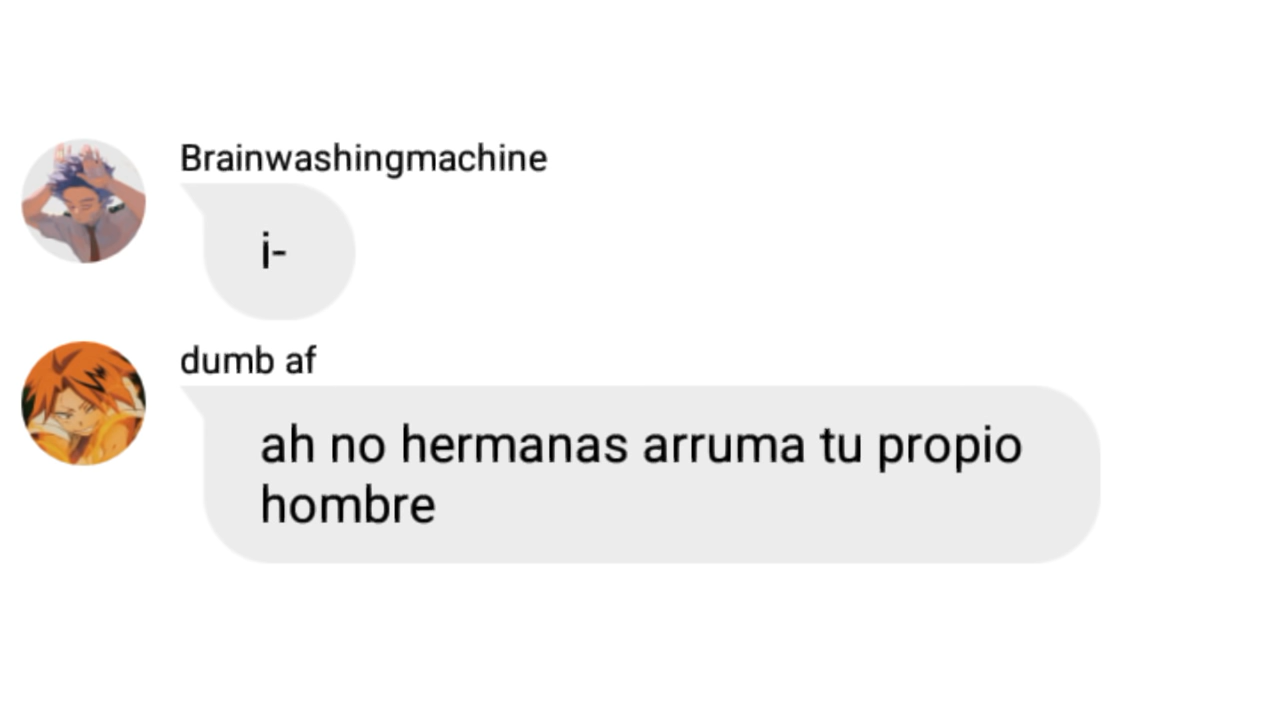 Brainwashingmachine
i-
dumb af
ah no hermanas arruma tu propio
hombre